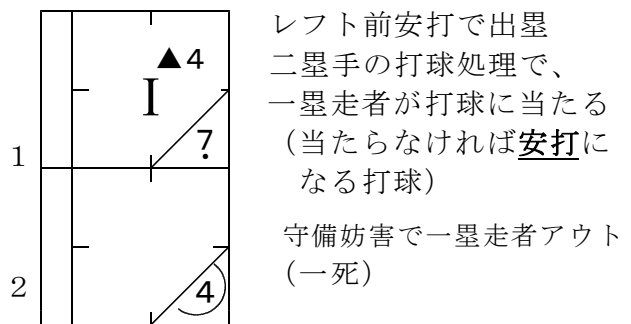 ▲4
I
7
1
4
2
レフト前安打で出塁
二塁手の打球処理で、
一塁走者が打球に当たる
（当たらなければ安打に
なる打球）
守備妨害で一塁走者アウト
（一死）